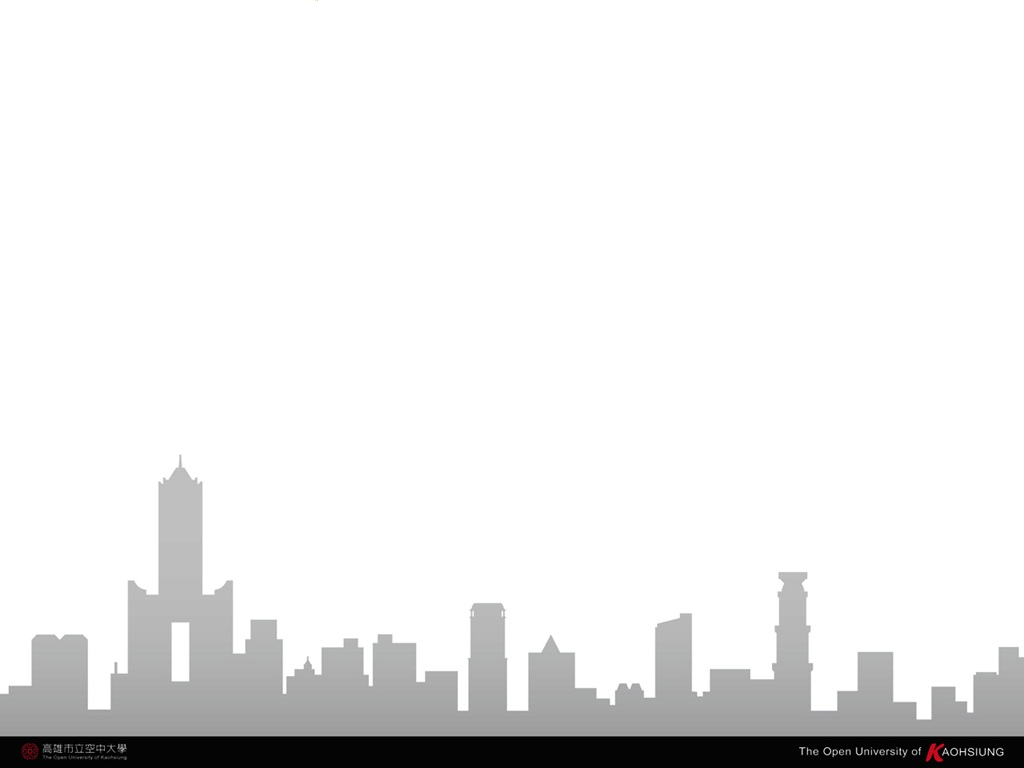 高雄市立空中大學
The Open University of Kaohsiung
The Open University of KAOHSIUNG